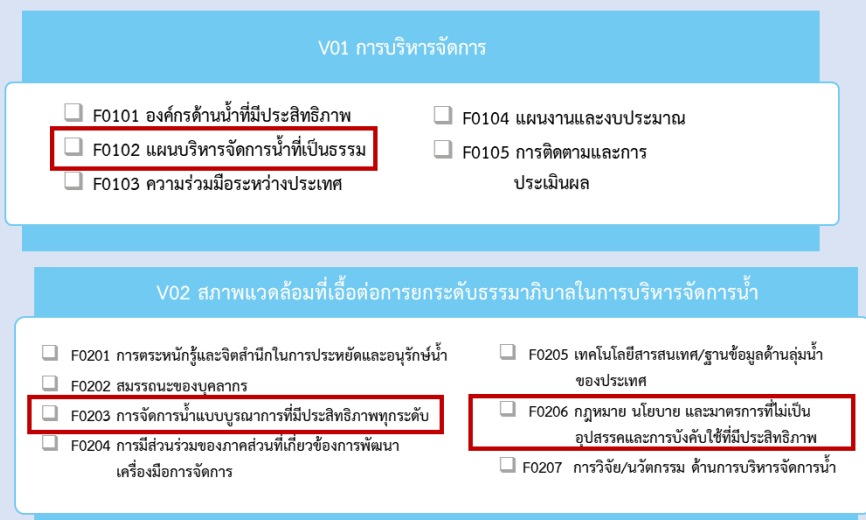 V01 การบริหารจัดการ
❑ F0101 องค์กรด้านน้ำที่มีประสิทธิภาพ
❑ F0102 แผนบริหารจัดการน้ำที่เป็นธรรม
❑ F0103 ความร่วมมือระหว่างประเทศ
❑ F0104 แผนงานและงบประมาณ
❑ F0105 การติดตามและการ
ประเมินผล
V02 สภาพแวดล้อมที่เอื้อต่อการยกระดับธรรมาภิบาลในการบริหารจัดการน้ำ
❑ F0201 การตระหนักรู้และจิตสำนึกในการประหยัดและอนุรักษ์น้ำ
❑ F0202 สมรรถนะของบุคลากร
❑ F0203 การจัดการน้ำแบบบูรณาการที่มีประสิทธิภาพทุกระดับ
❑ F0204 การมีส่วนร่วมของภาคส่วนที่เกี่ยวข้องการพัฒนา
เครื่องมือการจัดการ
❑ F0205 เทคโนโลยีสารสนเทศ/ฐานข้อมูลด้านลุ่มน้ำ
ของประเทศ
❑ F0206 กฎหมาย นโยบาย และมาตรการที่ไม่เป็น
อุปสรรคและการบังคับใช้ที่มีประสิทธิภาพ
❑ F0207 การวิจัย/นวัตกรรม ด้านการบริหารจัดการน้ำ